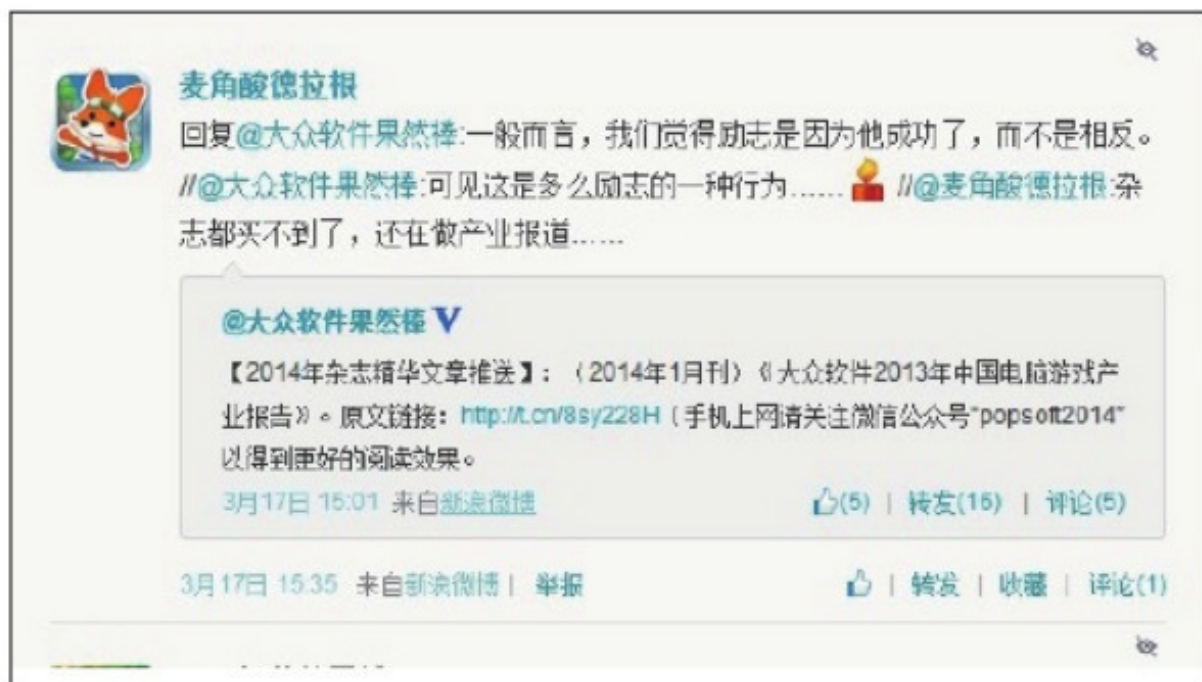 麦角酸德拉根
回复@大众软件果然棒:一般而言，我们觉得励志是因为他成功了，而不是相反。
//@大众软件果然棒:可见这是多么励志的一种行为...... //@麦角酸德拉根:杂
志都买不到了，还在做产业报道......
@大众软件果然棒 V
【2014年杂志精华文章推送】：（2014年1月刊）《大众软件2013年中国电脑游戏产
业报告》。原文链接：http://t.cn/8sy228H（手机上网请关注微信公众号"popsoft2014"
以得到更好的阅读效果。
3月17日 15:01 来自新浪微博 (5) | 转发(16) | 评论(5)
3月17日 15:35 来自新浪微博 | 举报 | 转发 | 收藏 | 评论(1)